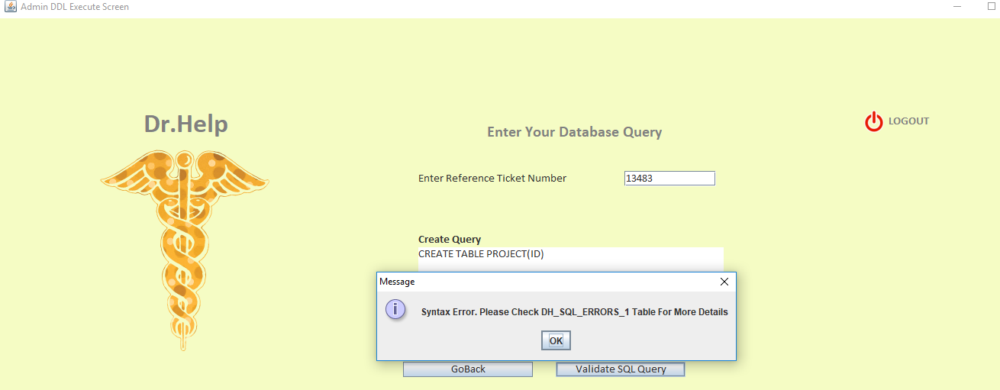 Admin DDL Execute Screen
Dr.Help
Enter Your Database Query
LOGOUT
Enter Reference Ticket Number
13483
Create Query
CREATE TABLE PROJECT(ID)
Message
Syntax Error. Please Check DH_SQL_ERRORS_1 Table For More Details
OK
GoBack
Validate SQL Query